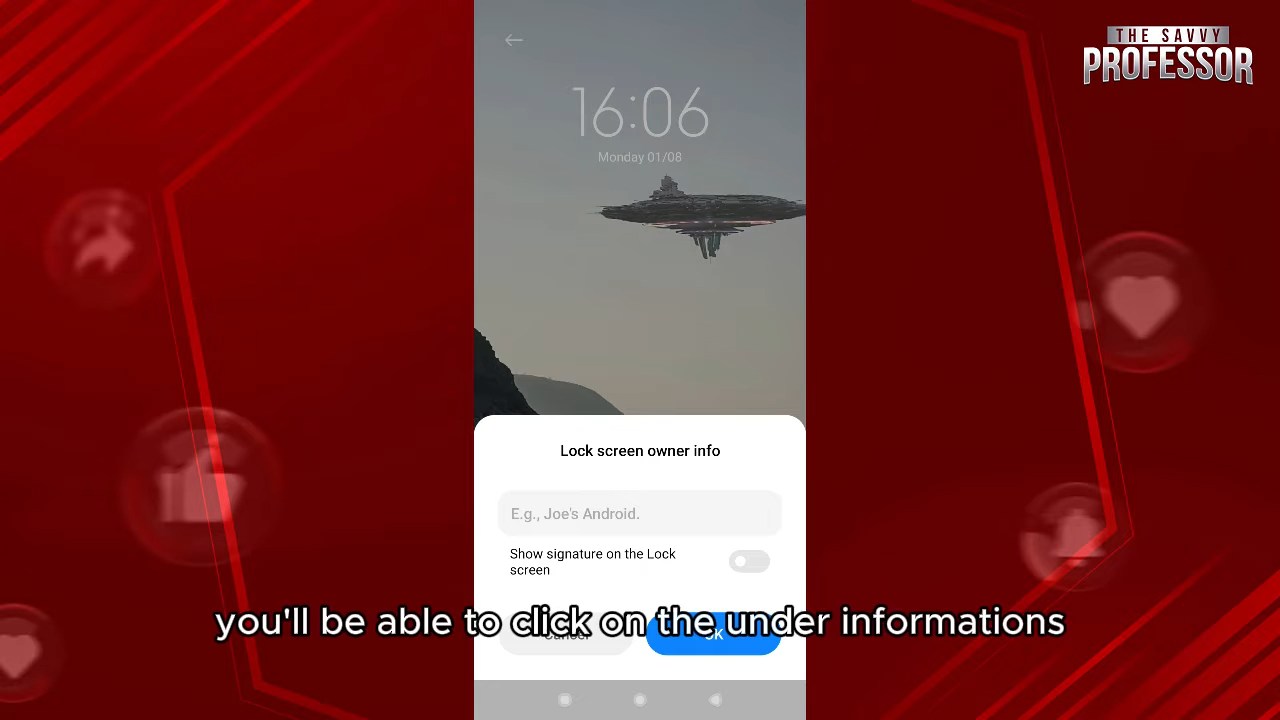 THE SAVVY
PROFESSOR
16:06
Monday 01/08
Lock screen owner info
E.g., Joe's Android.
Show signature on the Lock
screen
Cancel
OK
you'll be able to click on the under informations